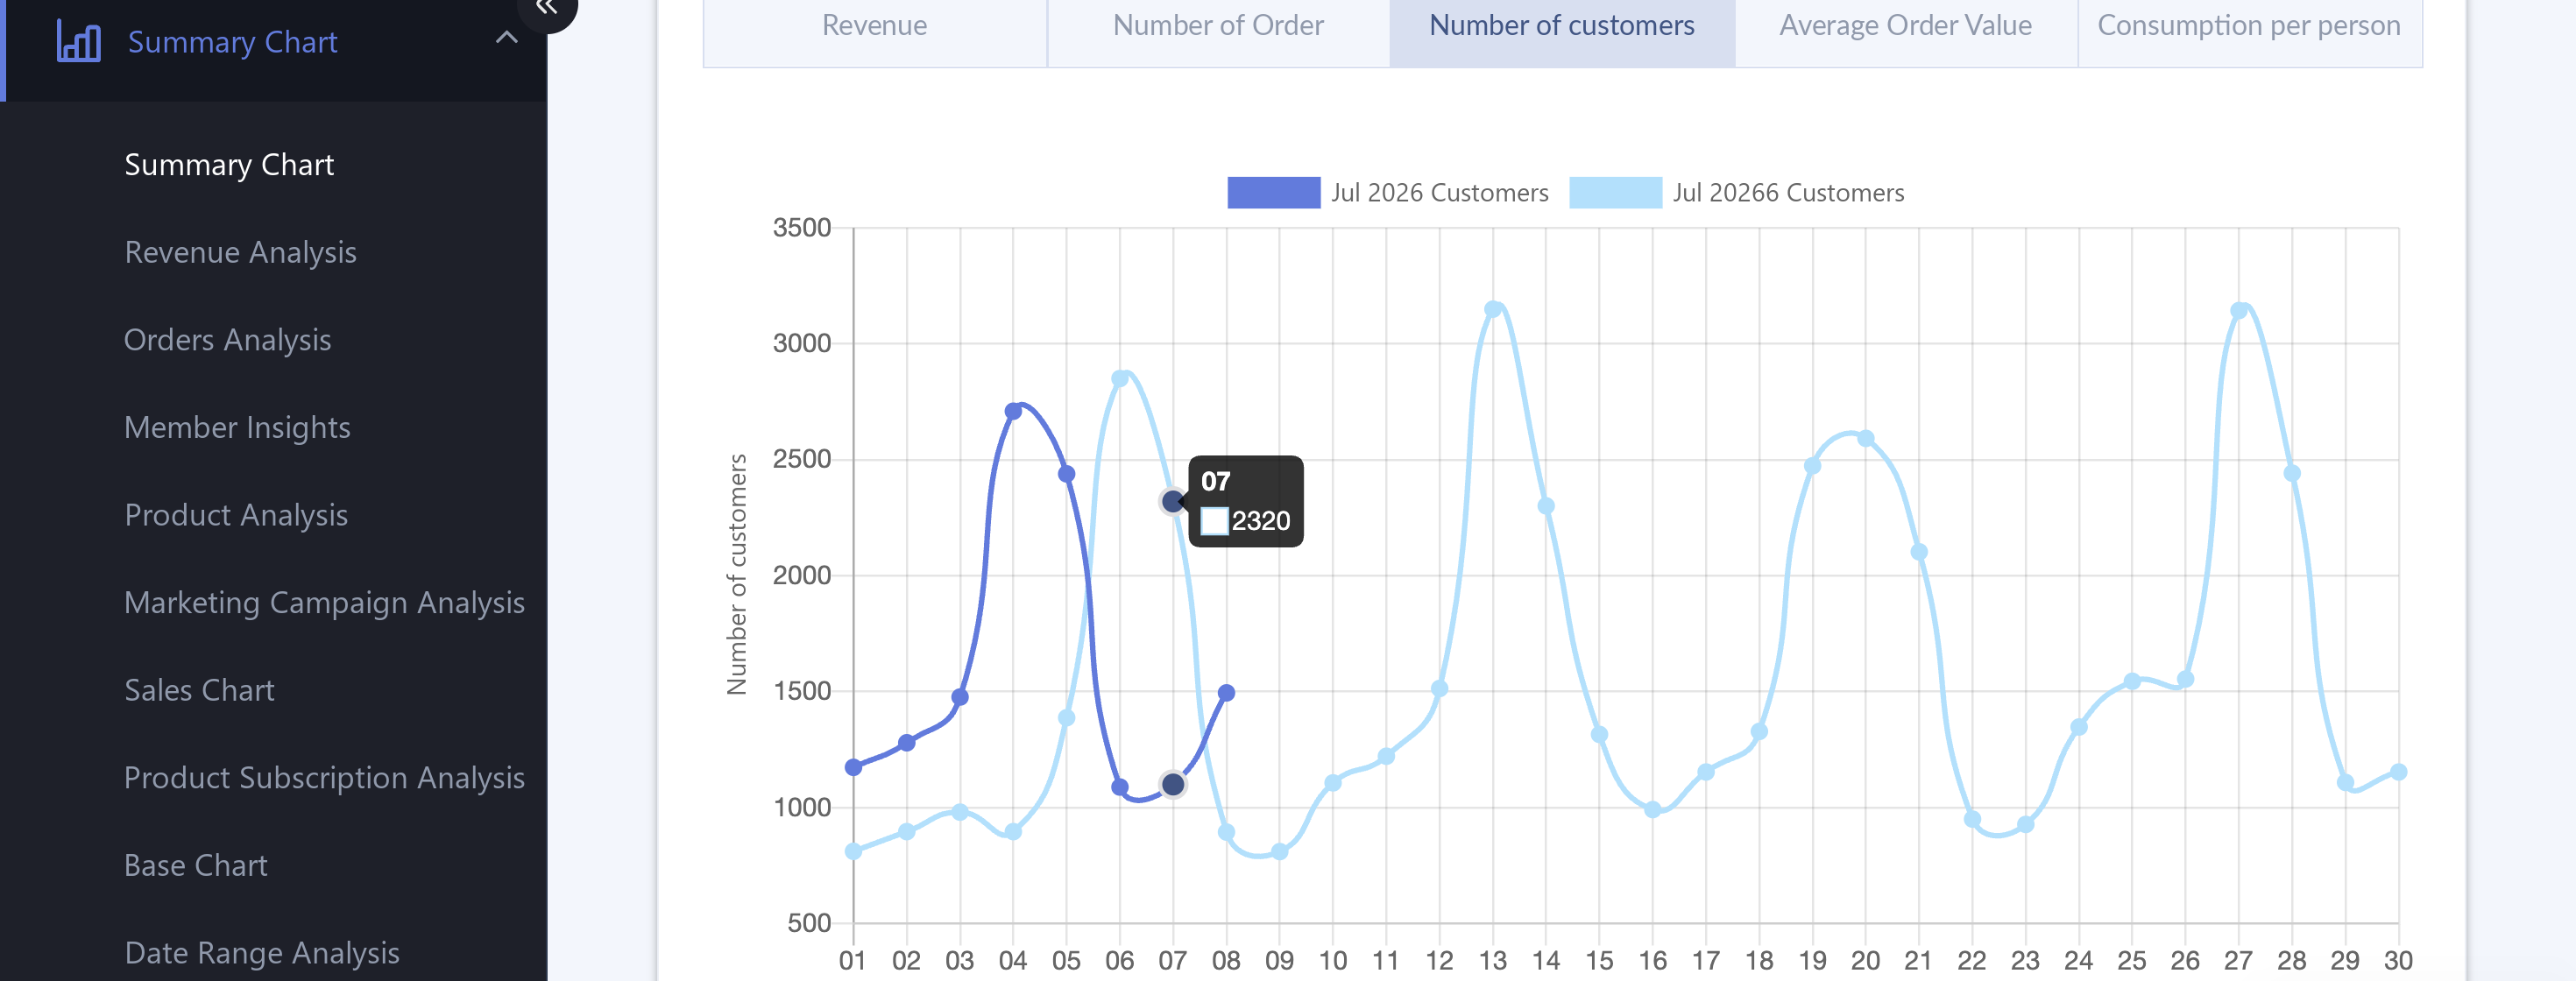 Summary Chart
Summary Chart
Revenue Analysis
Orders Analysis
Member Insights
Product Analysis
Marketing Campaign Analysis
Sales Chart
Product Subscription Analysis
Base Chart
Date Range Analysis
Revenue Number of Order Number of customers Average Order Value Consumption per person
Jul 2026 Customers Jul 20266 Customers
Number of customers
3500
3000
2500
2000
1500
1000
500
07
2320
01 02 03 04 05 06 07 08 09 10 11 12 13 14 15 16 17 18 19 20 21 22 23 24 25 26 27 28 29 30